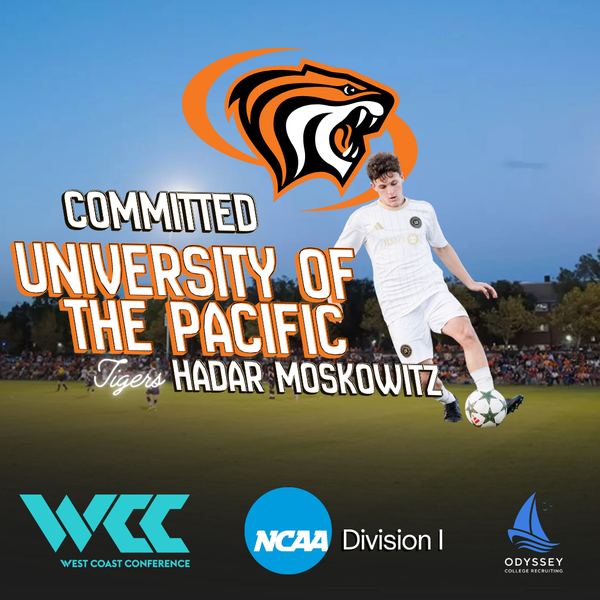 COMMITTED
UNIVERSITY OF
THE PACIFIC
Tigers HADAR MOSKOWITZ
WCC
WEST COAST CONFERENCE
NCAA Division I
ODYSSEY
COLLEGE RECRUITING